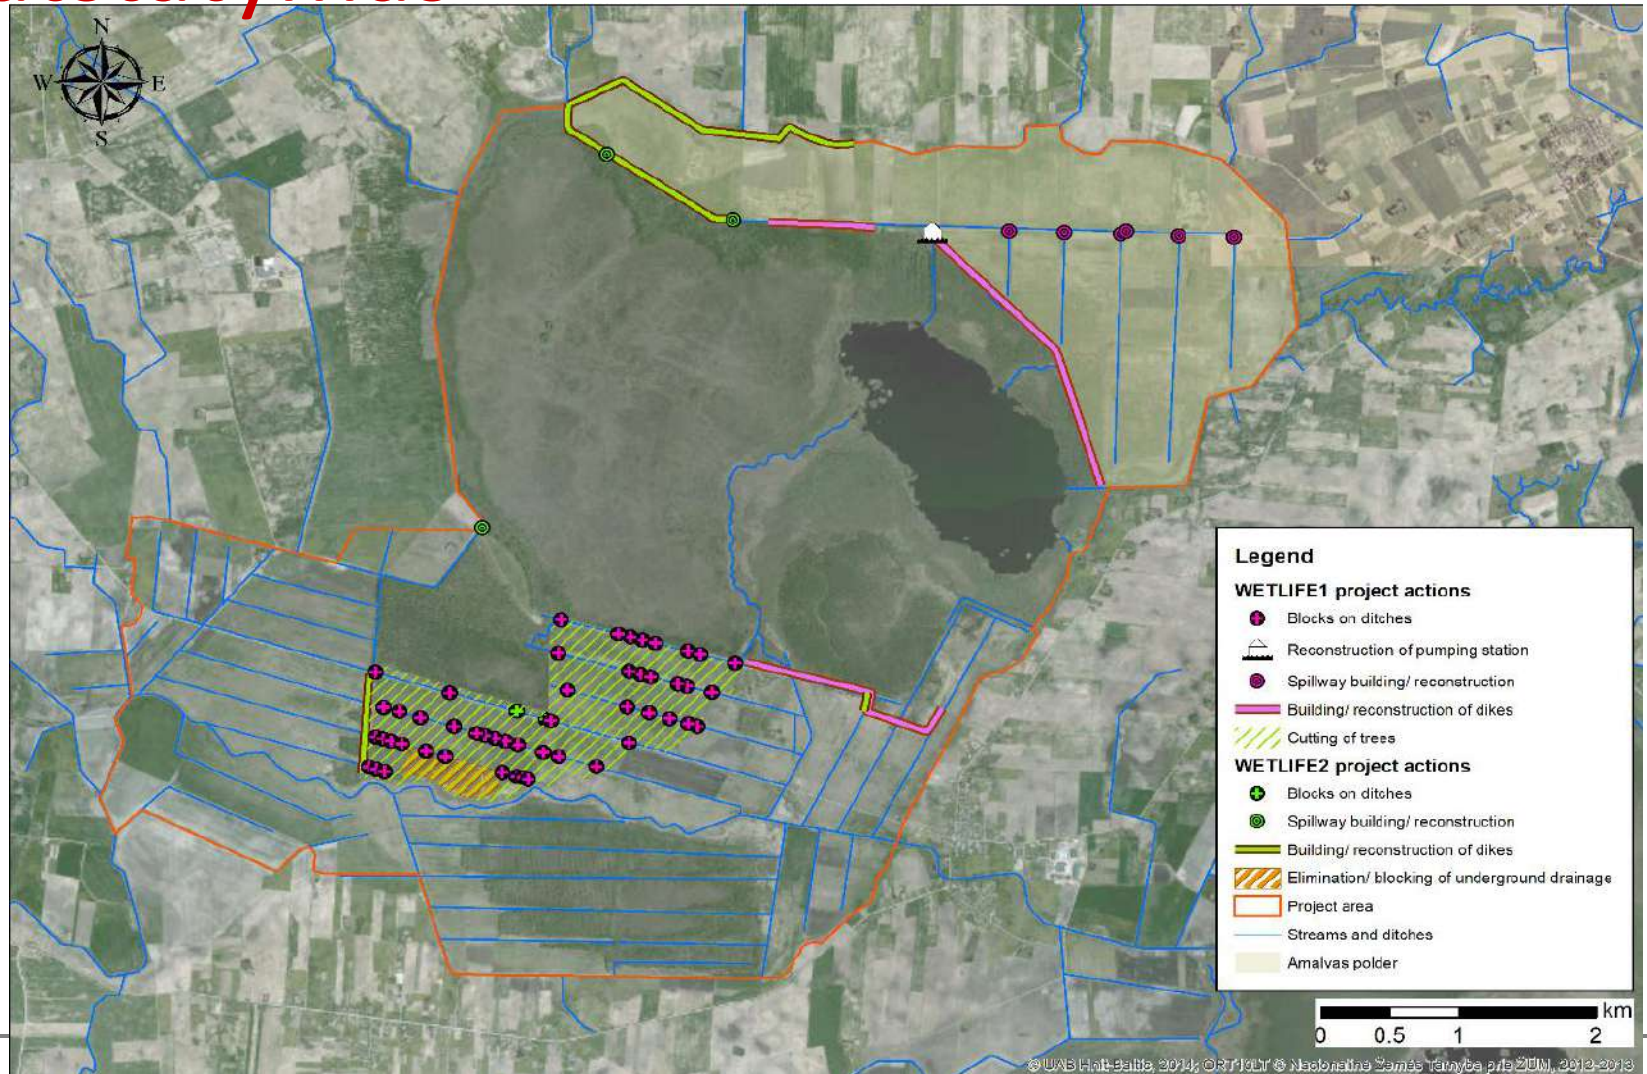 N
W E
S
Legend
WETLIFE1 project actions
Blocks on ditches
Reconstruction of pumping station
Spillway building/ reconstruction
Building/ reconstruction of dikes
Cutting of trees
WETLIFE2 project actions
Blocks on ditches
Spillway building/ reconstruction
Building/ reconstruction of dikes
Elimination/ blocking of underground drainage
Project area
Streams and ditches
Amalvas polder
km
0 0.5 1 2
© UAB Hnit-Baltic, 2014; ORT10LT © Nacionalinė Žemės Tarnyba prie ŽŪM, 2012-2013